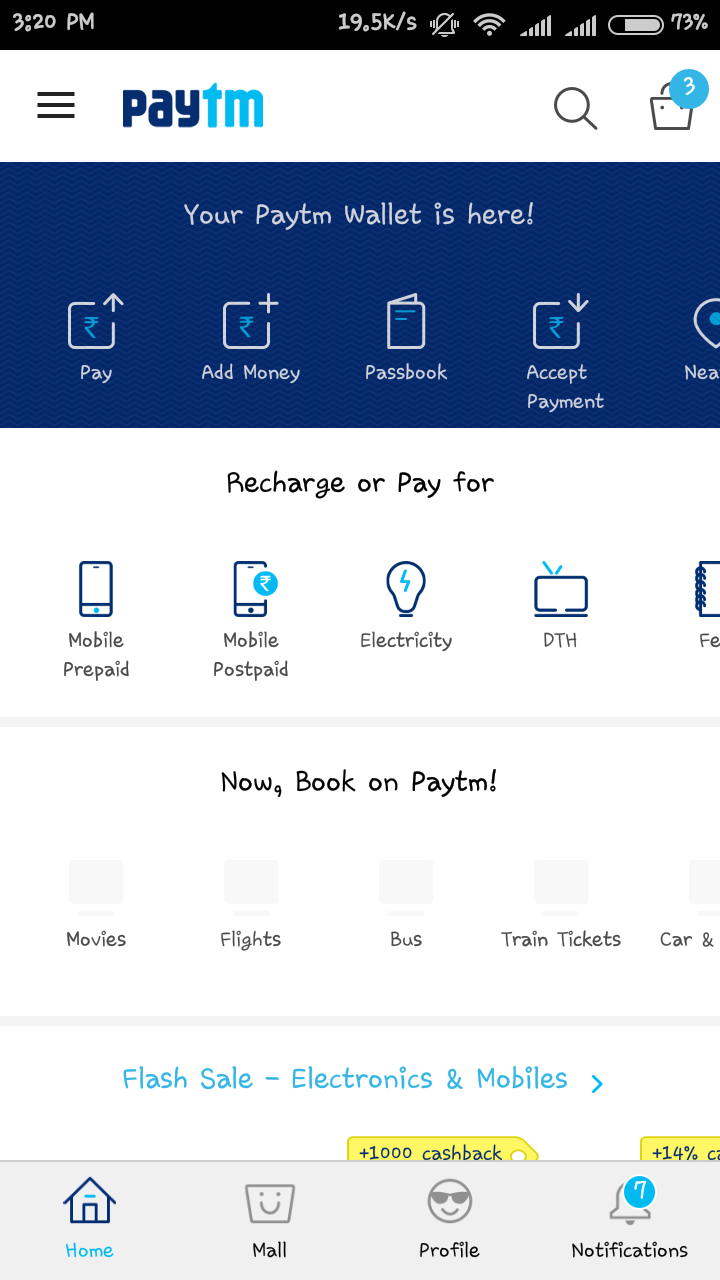 3:20 PM 19.5K/s 73%
paytm 3
Your Paytm Wallet is here!
₹ ₹ ₹
Pay Add Money Passbook Accept Nea
Payment
Recharge or Pay for
₹
Mobile Mobile Electricity DTH Fe
Prepaid Postpaid
Now, Book on Paytm!
Movies Flights Bus Train Tickets Car &
Flash Sale - Electronics & Mobiles >
+1000 cashback +14% ca
7
Home Mall Profile Notifications